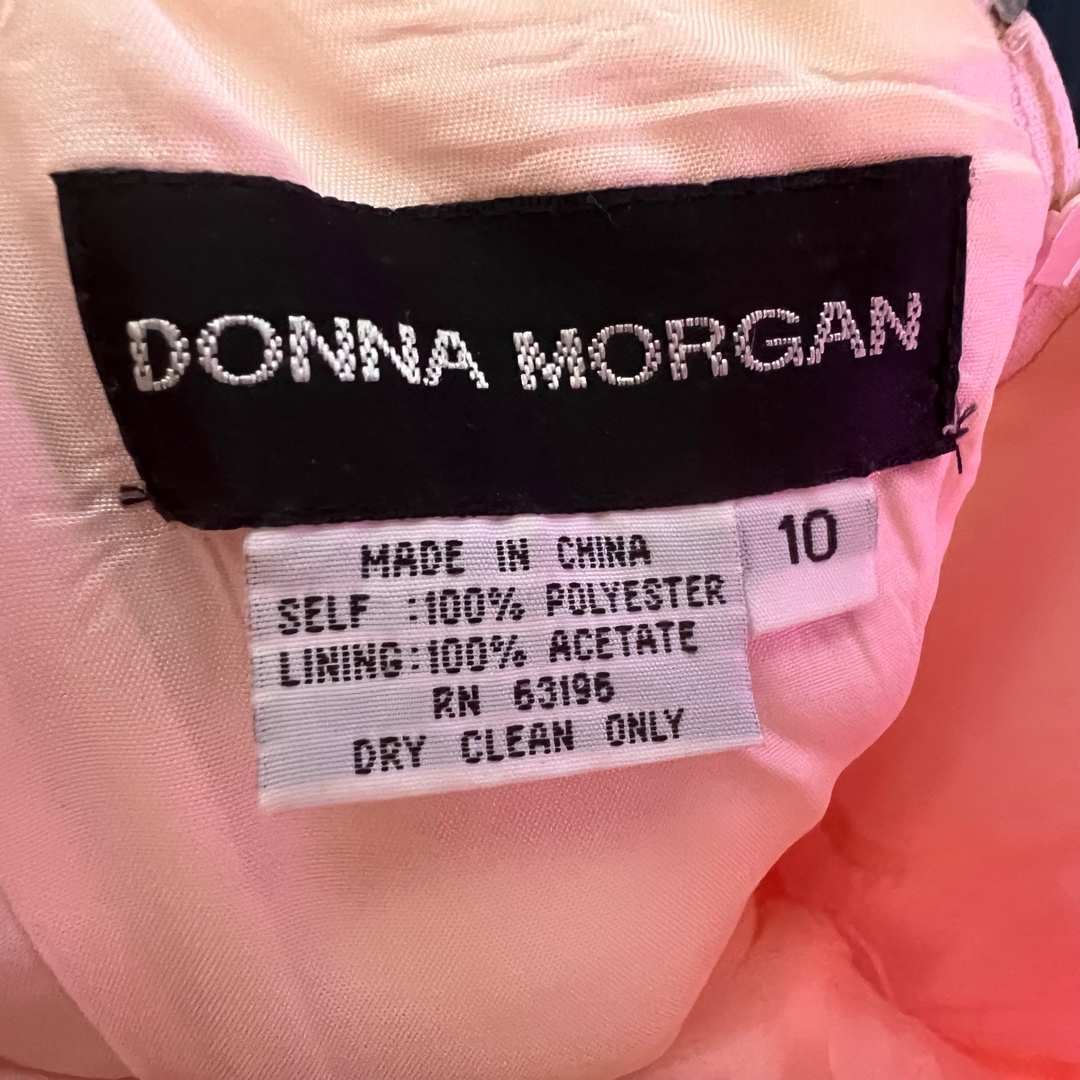 DONNA MORGAN
10
MADE IN CHINA
SELF :100% POLYESTER
LINING:100% ACETATE
RN 63196
DRY CLEAN ONLY